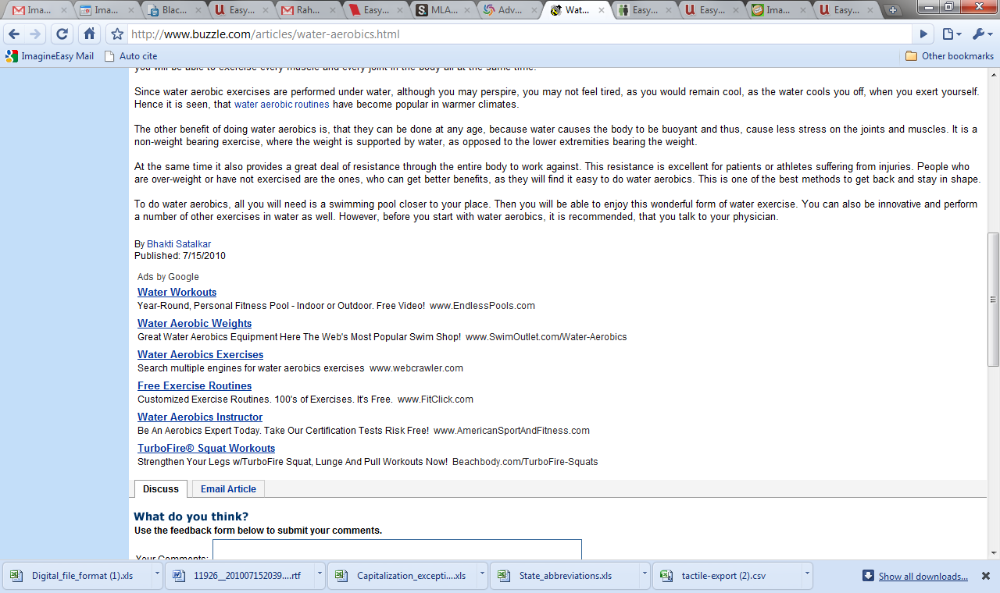 Ima...
Ima...
Blac...
Easy...
Rah...
Easy...
MLA...
Adv...
Wat...
Easy...
Easy...
Ima...
Easy...
http://www.buzzle.com/articles/water-aerobics.html
ImagineEasy Mail
Auto cite
Other bookmarks
you will be able to exercise every muscle and every joint in the body all at the same time.
Since water aerobic exercises are performed under water, although you may perspire, you may not feel tired, as you would remain cool, as the water cools you off, when you exert yourself.
Hence it is seen, that water aerobic routines have become popular in warmer climates.
The other benefit of doing water aerobics is, that they can be done at any age, because water causes the body to be buoyant and thus, cause less stress on the joints and muscles. It is a
non-weight bearing exercise, where the weight is supported by water, as opposed to the lower extremities bearing the weight.
At the same time it also provides a great deal of resistance through the entire body to work against. This resistance is excellent for patients or athletes suffering from injuries. People who
are over-weight or have not exercised are the ones, who can get better benefits, as they will find it easy to do water aerobics. This is one of the best methods to get back and stay in shape.
To do water aerobics, all you will need is a swimming pool closer to your place. Then you will be able to enjoy this wonderful form of water exercise. You can also be innovative and perform
a number of other exercises in water as well. However, before you start with water aerobics, it is recommended, that you talk to your physician.
By Bhakti Satalkar
Published: 7/15/2010
Ads by Google
Water Workouts
Year-Round, Personal Fitness Pool - Indoor or Outdoor. Free Video! www.EndlessPools.com
Water Aerobic Weights
Great Water Aerobics Equipment Here The Web's Most Popular Swim Shop! www.SwimOutlet.com/Water-Aerobics
Water Aerobics Exercises
Search multiple engines for water aerobics exercises www.webcrawler.com
Free Exercise Routines
Customized Exercise Routines. 100's of Exercises. It's Free. www.FitClick.com
Water Aerobics Instructor
Be An Aerobics Expert Today. Take Our Certification Tests Risk Free! www.AmericanSportAndFitness.com
TurboFire® Squat Workouts
Strengthen Your Legs w/TurboFire Squat, Lunge And Pull Workouts Now! Beachbody.com/TurboFire-Squats
Discuss
Email Article
What do you think?
Use the feedback form below to submit your comments.
Your Comments:
Digital_file_format (1).xls
11926__201007152039....rtf
Capitalization_excepti....xls
State_abbreviations.xls
tactile-export (2).csv
Show all downloads...